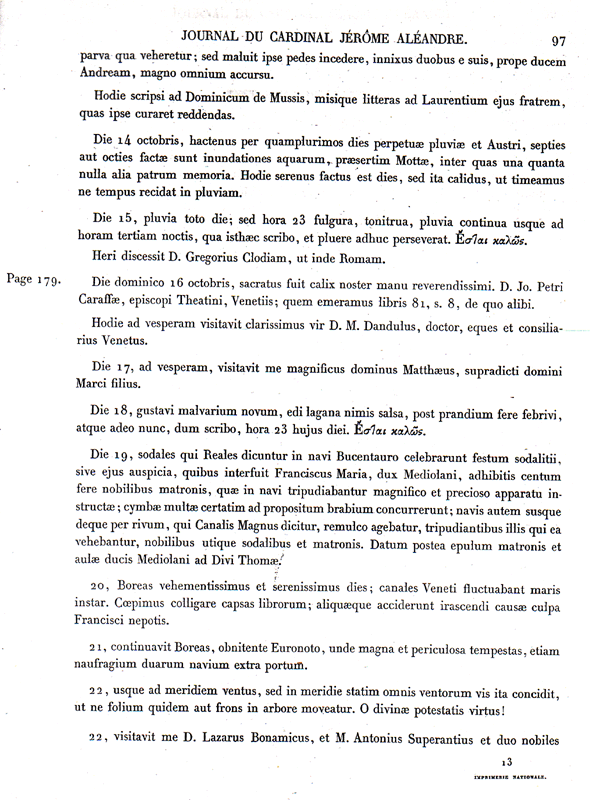 JOURNAL DU CARDINAL JÉRÔME ALÉANDRE. 97
parva qua veheretur; sed maluit ipse pedes incedere, innixus duobus e suis, prope ducem
Andream, magno omnium accursu.
Hodie scripsi ad Dominicum de Mussis, misique litteras ad Laurentium ejus fratrem,
quas ipse curaret reddendas.
Die 14 octobris, hactenus per quamplurimos dies perpetuæ pluviæ et Austri, septies
aut octies factæ sunt inundationes aquarum, præsertim Mottæ, inter quas una quanta
nulla alia patrum memoria. Hodie serenus factus est dies, sed ita calidus, ut timeamus
ne tempus recidat in pluviam.
Die 15, pluvia toto die; sed hora 23 fulgura, tonitrua, pluvia continua usque ad
horam tertiam noctis, qua isthæc scribo, et pluere adhuc perseverat. Ἔσται καλῶς.
Heri discessit D. Gregorius Clodiam, ut inde Romam.
Page 179. Die dominico 16 octobris, sacratus fuit calix noster manu reverendissimi. D. Jo. Petri
Caraffæ, episcopi Theatini, Venetiis; quem emeramus libris 81, s. 8, de quo alibi.
Hodie ad vesperam visitavit clarissimus vir D. M. Dandulus, doctor, eques et consilia-
rius Venetus.
Die 17, ad vesperam, visitavit me magnificus dominus Matthæus, supradicti domini
Marci filius.
Die 18, gustavi malvarium novum, edi lagana nimis salsa, post prandium fere febrivi,
atque adeo nunc, dum scribo, hora 23 hujus diei. Ἔσται καλῶς.
Die 19, sodales qui Reales dicuntur in navi Bucentauro celebrarunt festum sodalitii,
sive ejus auspicia, quibus interfuit Franciscus Maria, dux Mediolani, adhibitis centum
fere nobilibus matronis, quæ in navi tripudiabantur magnifico et precioso apparatu in-
structæ; cymbæ multæ certatim ad propositum brabium concurrerunt; navis autem susque
deque per rivum, qui Canalis Magnus dicitur, remulco agebatur, tripudiantibus illis qui ea
vehebantur, nobilibus utique sodalibus et matronis. Datum postea epulum matronis et
aulæ ducis Mediolani ad Divi Thomæ.
20, Boreas vehementissimus et serenissimus dies; canales Veneti fluctuabant maris
instar. Cœpimus colligare capsas librorum; aliquæque acciderunt irascendi causæ culpa
Francisci nepotis.
21, continuavit Boreas, obnitente Euronoto, unde magna et periculosa tempestas, etiam
naufragium duarum navium extra portum.
22, usque ad meridiem ventus, sed in meridie statim omnis ventorum vis ita concidit,
ut ne folium quidem aut frons in arbore moveatur. O divinæ potestatis virtus!
22, visitavit me D. Lazarus Bonamicus, et M. Antonius Superantius et duo nobiles
13
IMPRIMERIE NATIONALE.